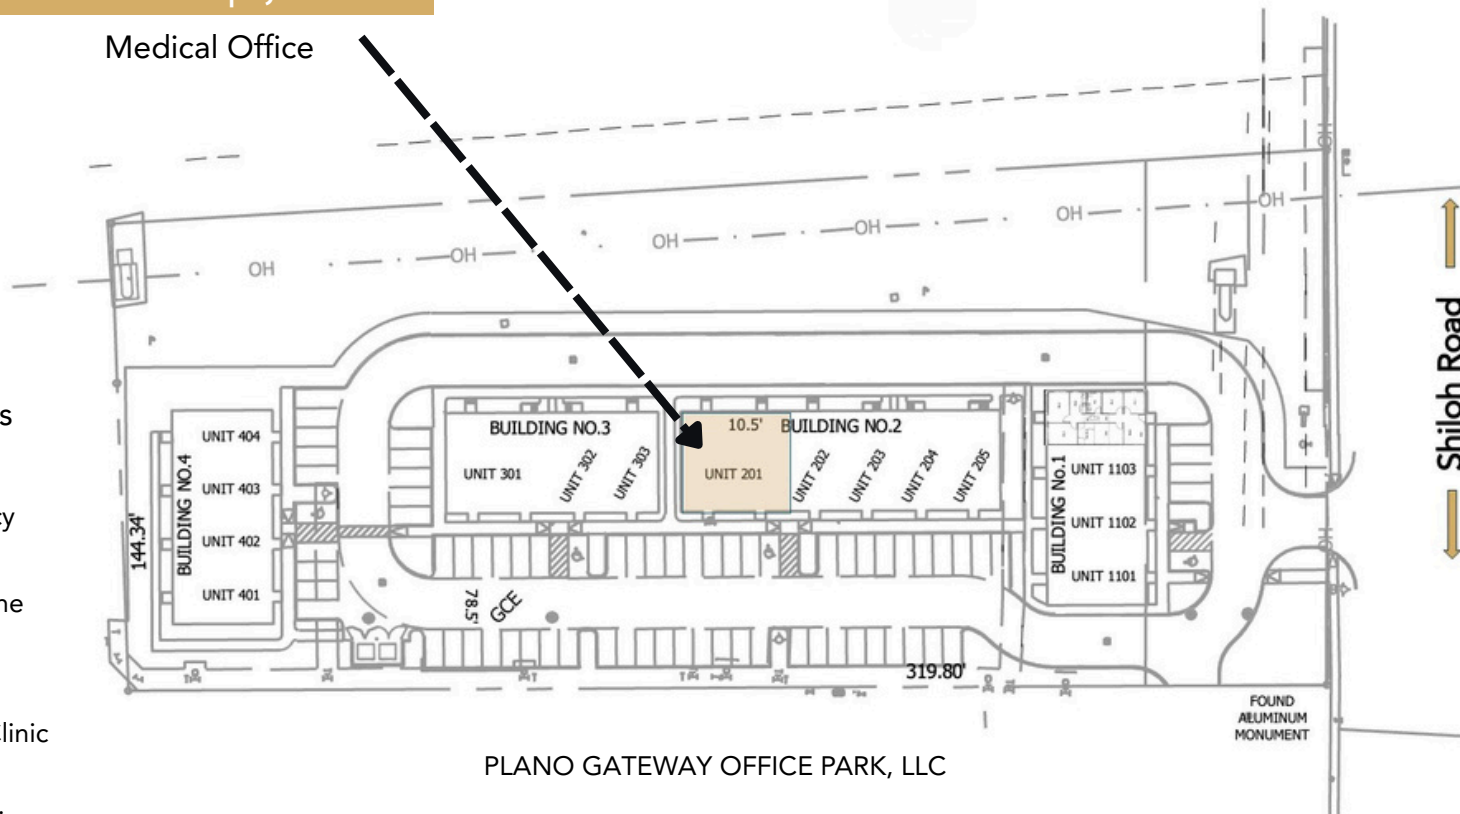 Medical Office
OH
OH
OH
OH
OH
OH
Shiloh Road
BUILDING NO.3
10.5'
BUILDING NO.2
UNIT 404
UNIT 403
UNIT 402
UNIT 401
BUILDING NO.4
144.34'
UNIT 301
UNIT 302
UNIT 303
UNIT 201
UNIT 202
UNIT 203
UNIT 204
UNIT 205
BUILDING No.1
UNIT 1103
UNIT 1102
UNIT 1101
78.5'
GCE
319.80'
FOUND
ALUMINUM
MONUMENT
PLANO GATEWAY OFFICE PARK, LLC